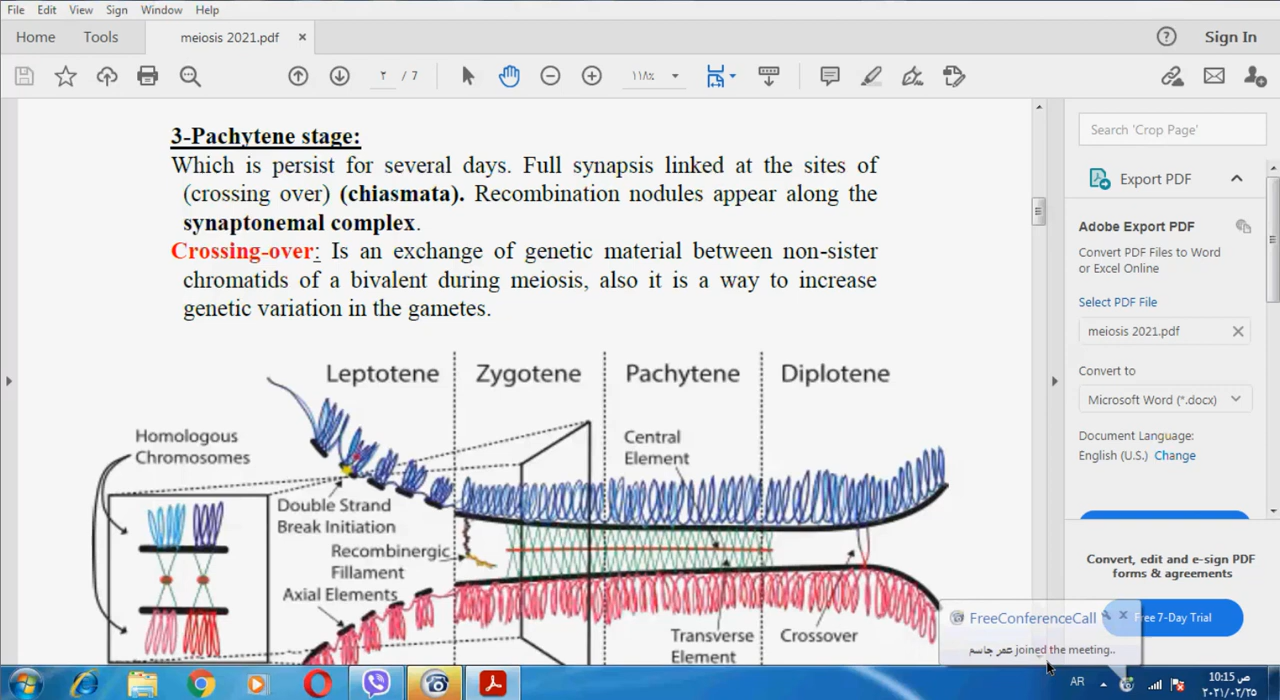 File Edit View Sign Window Help
Home Tools meiosis 2021.pdf × Sign In
٢ / 7 ١١٨٪
3-Pachytene stage:
Which is persist for several days. Full synapsis linked at the sites of
(crossing over) (chiasmata). Recombination nodules appear along the
synaptonemal complex.
Crossing-over: Is an exchange of genetic material between non-sister
chromatids of a bivalent during meiosis, also it is a way to increase
genetic variation in the gametes.
Leptotene Zygotene Pachytene Diplotene
Homologous
Chromosomes
Central
Element
Double Strand
Break Initiation
Recombinergic
Fillament
Axial Elements
Transverse
Element
Crossover
Search 'Crop Page'
Export PDF
Adobe Export PDF
Convert PDF Files to Word
or Excel Online
Select PDF File
meiosis 2021.pdf
Convert to
Microsoft Word (*.docx)
Document Language:
English (U.S.) Change
Convert, edit and e-sign PDF
forms & agreements
Free 7-Day Trial
FreeConferenceCall
عمر جاسم joined the meeting..
AR
10:15 ص
٢٠٢١/٠٣/٢٥